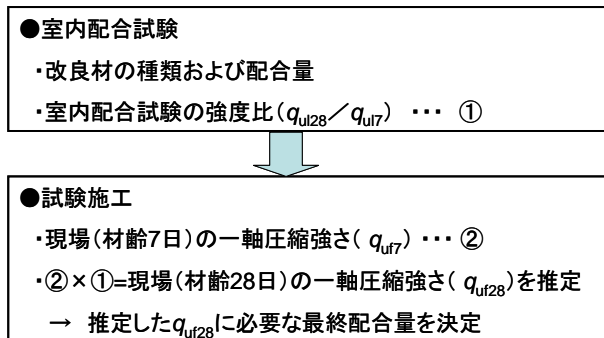 ●室内配合試験
・改良材の種類および配合量
・室内配合試験の強度比(qul28／qul7) ・・・ ①
●試験施工
・現場(材齢7日)の一軸圧縮強さ( quf7) ・・・ ②
・②×①=現場(材齢28日)の一軸圧縮強さ( quf28)を推定
→ 推定したquf28に必要な最終配合量を決定